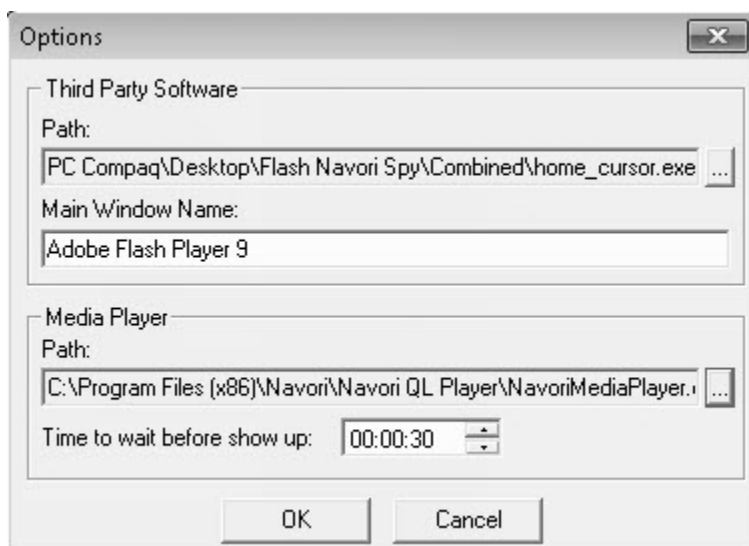 Options
Third Party Software
Path:
PC Compaq\Desktop\Flash Navori Spy\Combined\home_cursor.exe
...
Main Window Name:
Adobe Flash Player 9
Media Player
Path:
C:\Program Files (x86)\Navori\Navori QL Player\NavoriMediaPlayer.
...
Time to wait before show up: 00:00:30
OK Cancel